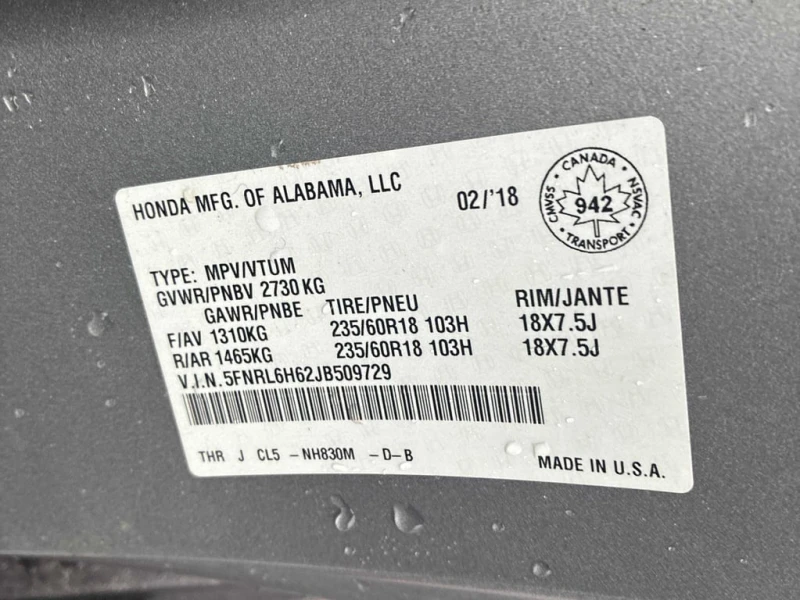 HONDA MFG. OF ALABAMA, LLC
02/'18
CANADA
CMVSS 942 NSVAC
TRANSPORT
TYPE: MPV/VTUM
GVWR/PNBV 2730 KG
GAWR/PNBE TIRE/PNEU RIM/JANTE
F/AV 1310KG 235/60R18 103H 18X7.5J
R/AR 1465KG 235/60R18 103H 18X7.5J
V.I.N. 5FNRL6H62JB509729
THR J CL5 -NH830M -D-B
MADE IN U.S.A.